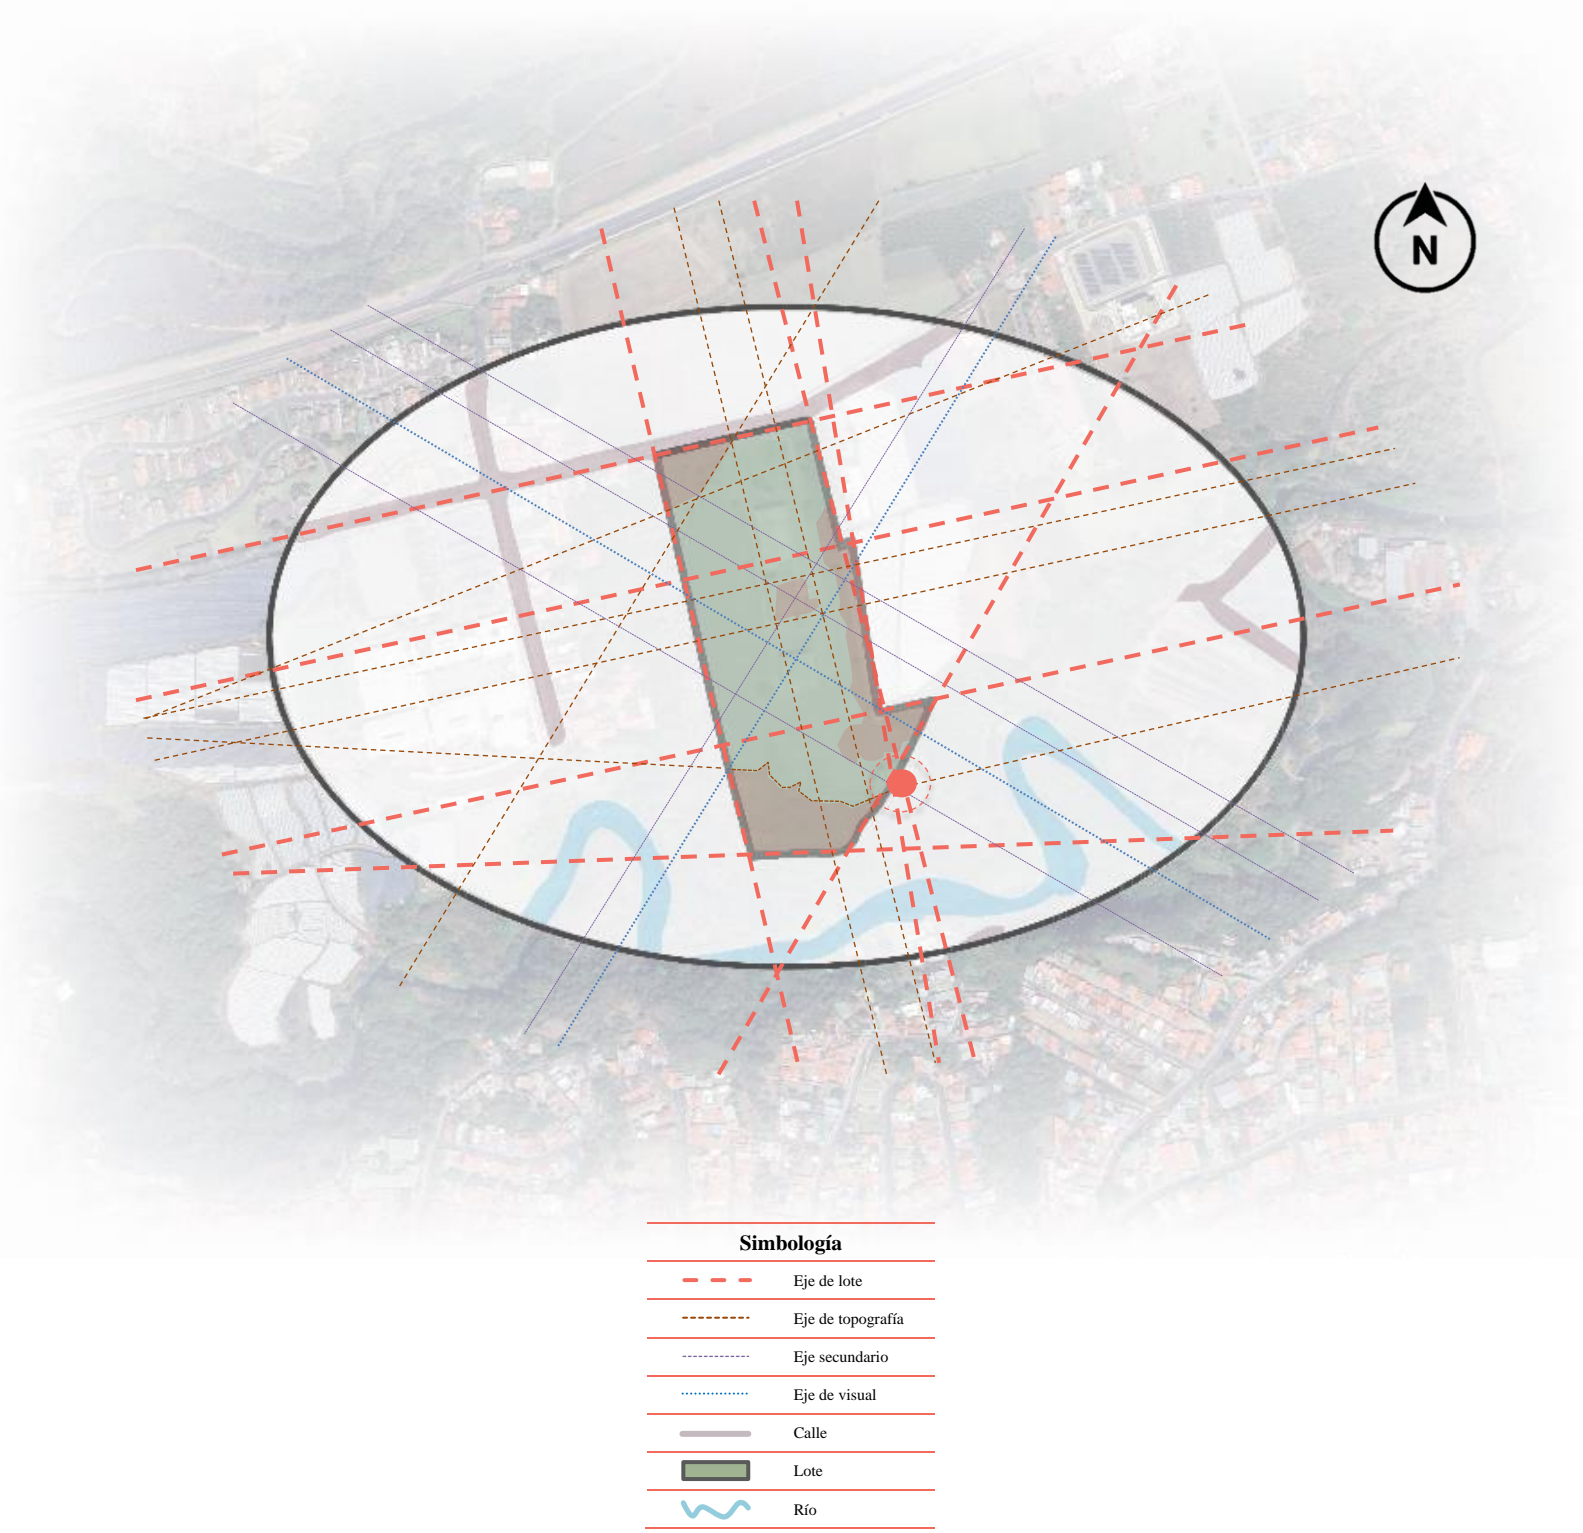 N
Simbología
Eje de lote
Eje de topografía
Eje secundario
Eje de visual
Calle
Lote
Río